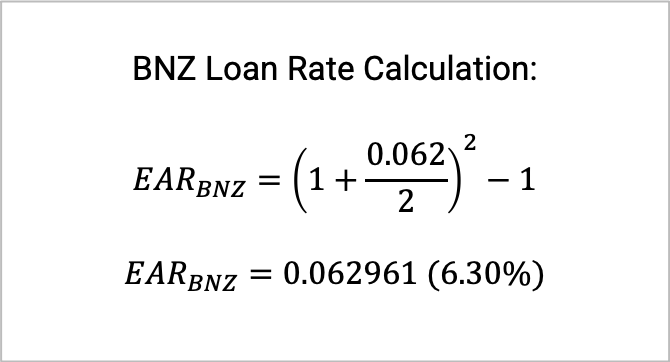 BNZ Loan Rate Calculation:
EAR_BNZ = (1 + 0.062/2)^2 − 1
EAR_BNZ = 0.062961 (6.30%)